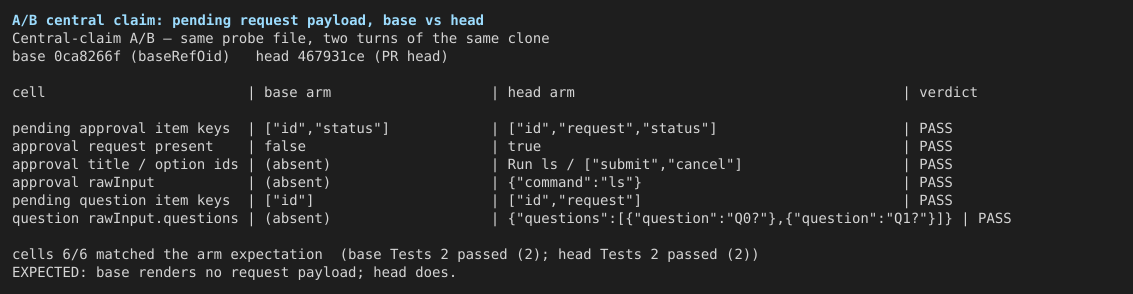 A/B central claim: pending request payload, base vs head
Central-claim A/B — same probe file, two turns of the same clone
base 0ca8266f (baseRefOid)   head 467931ce (PR head)
cell                        | base arm                   | head arm                                        | verdict
pending approval item keys  | ["id","status"]            | ["id","request","status"]                       | PASS
approval request present    | false                      | true                                            | PASS
approval title / option ids | (absent)                   | Run ls / ["submit","cancel"]                    | PASS
approval rawInput           | (absent)                   | {"command":"ls"}                                | PASS
pending question item keys  | ["id"]                     | ["id","request"]                                | PASS
question rawInput.questions | (absent)                   | {"questions":[{"question":"Q0?"},{"question":"Q1?"}]} | PASS
cells 6/6 matched the arm expectation  (base Tests 2 passed (2); head Tests 2 passed (2))
EXPECTED: base renders no request payload; head does.